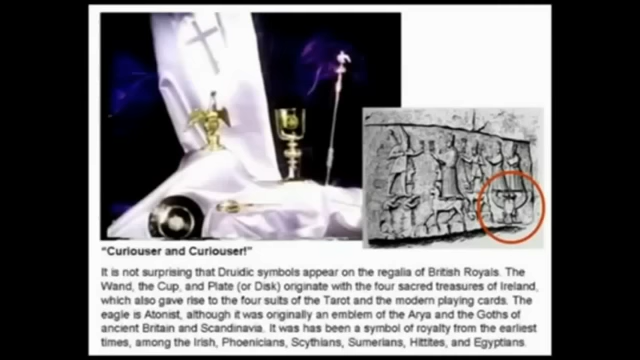 “Curiouser and Curiouser!”
It is not surprising that Druidic symbols appear on the regalia of British Royals. The
Wand, the Cup, and Plate (or Disk) originate with the four sacred treasures of Ireland,
which also gave rise to the four suits of the Tarot and the modern playing cards. The
eagle is Atonist, although it was originally an emblem of the Arya and the Goths of
ancient Britain and Scandinavia. It was has been a symbol of royalty from the earliest
times, among the Irish, Phoenicians, Scythians, Sumerians, Hittites, and Egyptians.